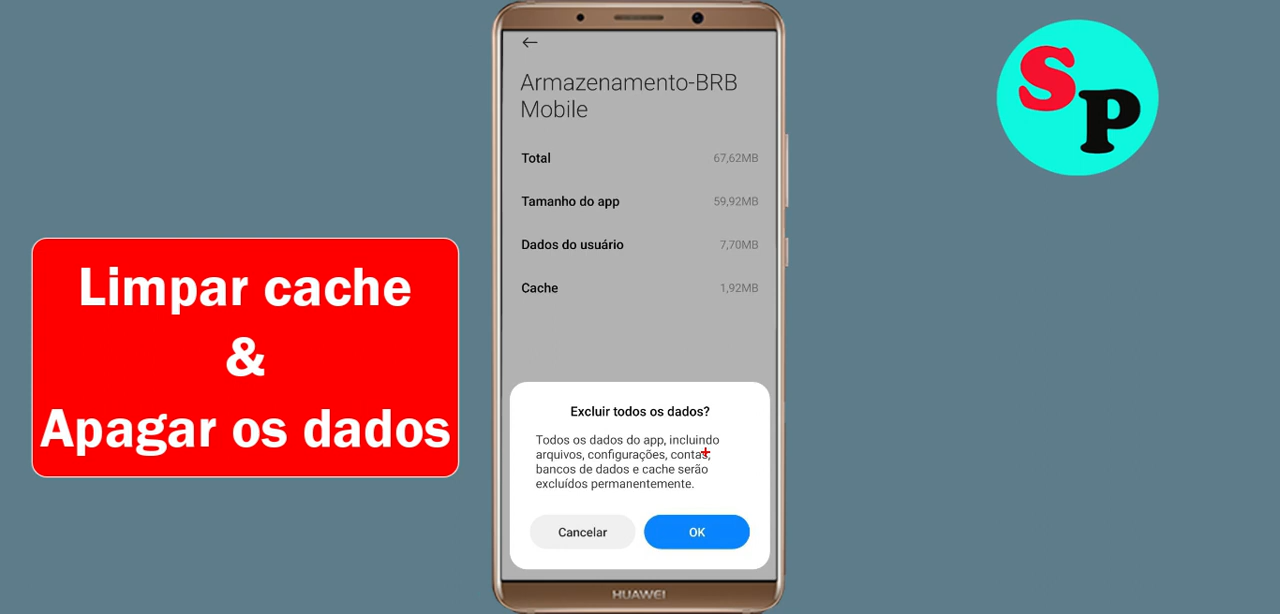 Armazenamento-BRB
Mobile
Total 67,62MB
Tamanho do app 59,92MB
Dados do usuário 7,70MB
Cache 1,92MB
Excluir todos os dados?
Todos os dados do app, incluindo
arquivos, configurações, contas,
bancos de dados e cache serão
excluídos permanentemente.
Cancelar OK
HUAWEI
Limpar cache
&
Apagar os dados
SP